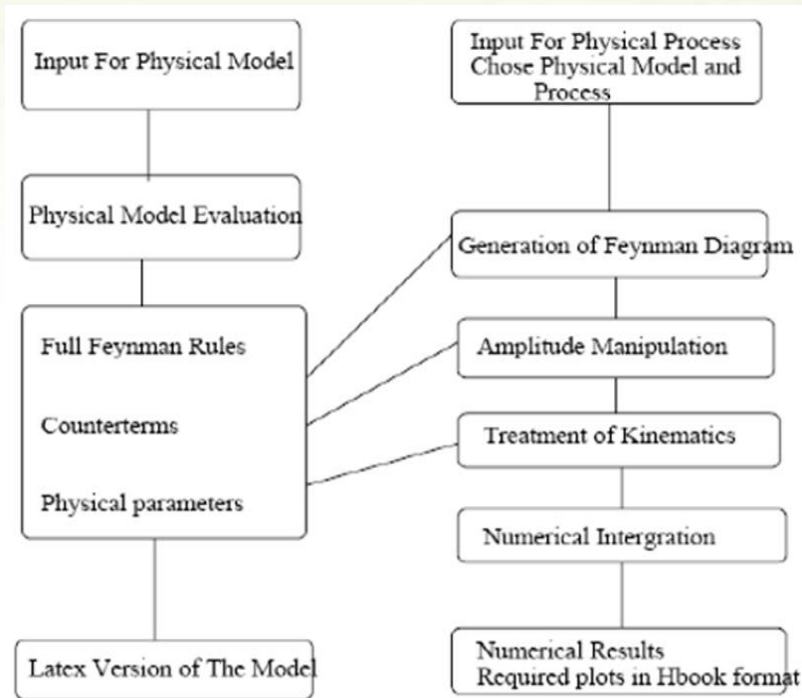 Input For Physical Model
Physical Model Evaluation
Full Feynman Rules
Counterterms
Physical parameters
Latex Version of The Model
Input For Physical Process
Chose Physical Model and
Process
Generation of Feynman Diagram
Amplitude Manipulation
Treatment of Kinematics
Numerical Intergration
Numerical Results
Required plots in Hbook format